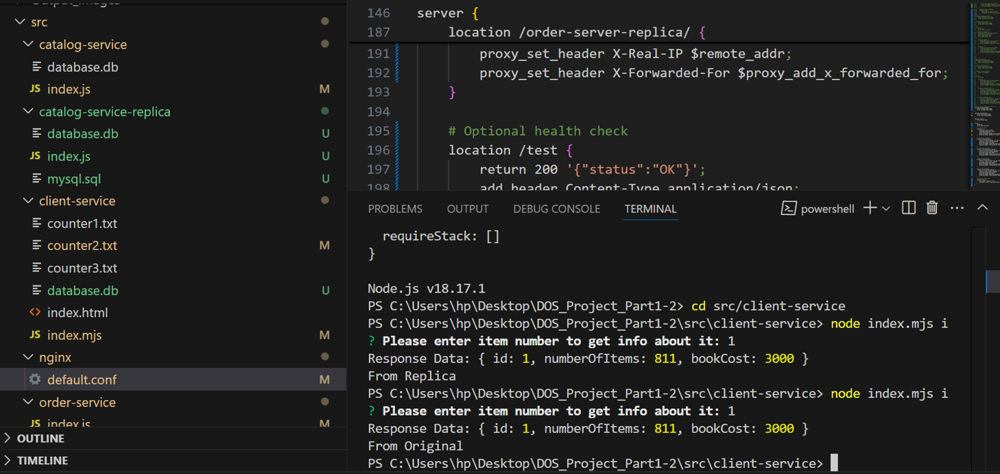 src
catalog-service
database.db
JS index.js M
catalog-service-replica
database.db U
JS index.js U
mysql.sql U
client-service
counter1.txt
counter2.txt M
counter3.txt
database.db U
<> index.html
JS index.mjs M
nginx
default.conf M
order-service
JS index.js M
OUTLINE
TIMELINE
146 server {
187 location /order-server-replica/ {
191 proxy_set_header X-Real-IP $remote_addr;
192 proxy_set_header X-Forwarded-For $proxy_add_x_forwarded_for;
193 }
194
195 # Optional health check
196 location /test {
197 return 200 '{"status":"OK"}';
198 add_header Content-Type application/json;
PROBLEMS OUTPUT DEBUG CONSOLE TERMINAL powershell
requireStack: []
}
Node.js v18.17.1
PS C:\Users\hp\Desktop\DOS_Project_Part1-2> cd src/client-service
PS C:\Users\hp\Desktop\DOS_Project_Part1-2\src\client-service> node index.mjs i
? Please enter item number to get info about it: 1
Response Data: { id: 1, numberOfItems: 811, bookCost: 3000 }
From Replica
PS C:\Users\hp\Desktop\DOS_Project_Part1-2\src\client-service> node index.mjs i
? Please enter item number to get info about it: 1
Response Data: { id: 1, numberOfItems: 811, bookCost: 3000 }
From Original
PS C:\Users\hp\Desktop\DOS_Project_Part1-2\src\client-service>